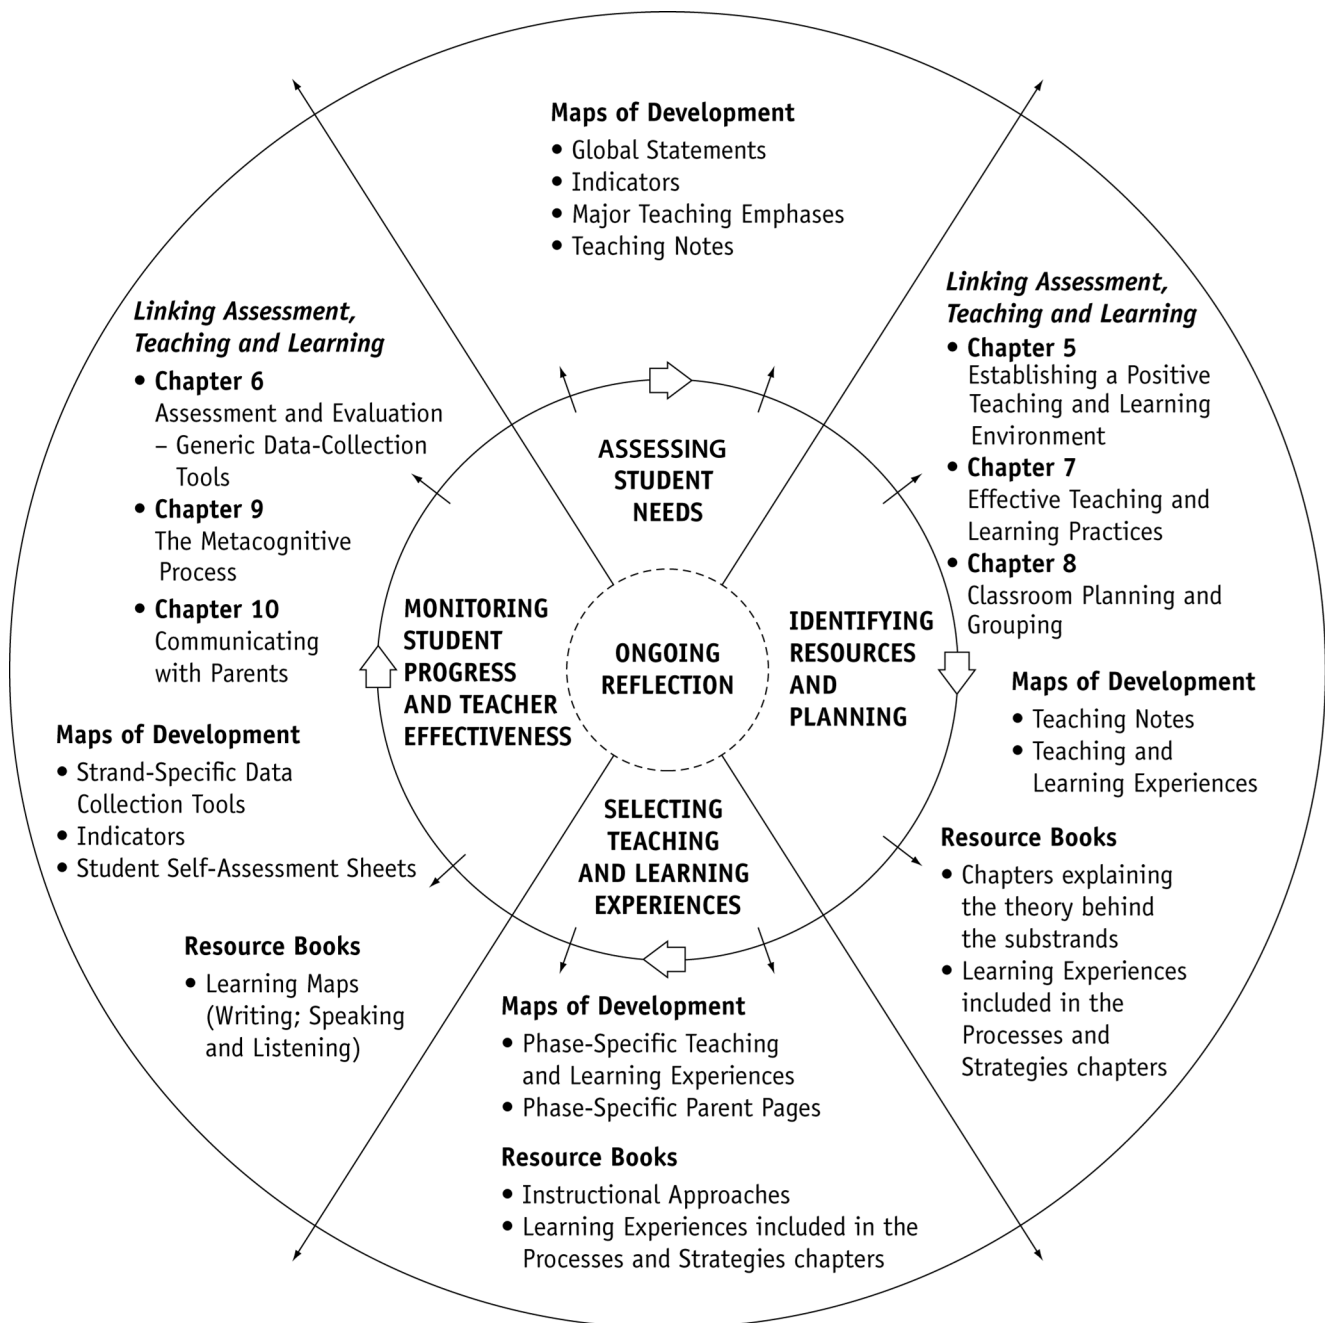 Maps of Development
• Global Statements
• Indicators
• Major Teaching Emphases
• Teaching Notes
Linking Assessment,
Teaching and Learning
• Chapter 5
Establishing a Positive
Teaching and Learning
Environment
• Chapter 7
Effective Teaching and
Learning Practices
• Chapter 8
Classroom Planning and
Grouping
Maps of Development
• Teaching Notes
• Teaching and
Learning Experiences
Resource Books
• Chapters explaining
the theory behind
the substrands
• Learning Experiences
included in the
Processes and
Strategies chapters
Linking Assessment,
Teaching and Learning
• Chapter 6
Assessment and Evaluation
– Generic Data-Collection
Tools
• Chapter 9
The Metacognitive
Process
• Chapter 10
Communicating
with Parents
Maps of Development
• Strand-Specific Data
Collection Tools
• Indicators
• Student Self-Assessment Sheets
Resource Books
• Learning Maps
(Writing; Speaking
and Listening)
ASSESSING
STUDENT
NEEDS
MONITORING
STUDENT
PROGRESS
AND TEACHER
EFFECTIVENESS
ONGOING
REFLECTION
IDENTIFYING
RESOURCES
AND
PLANNING
SELECTING
TEACHING
AND LEARNING
EXPERIENCES
Maps of Development
• Phase-Specific Teaching
and Learning Experiences
• Phase-Specific Parent Pages
Resource Books
• Instructional Approaches
• Learning Experiences included in the
Processes and Strategies chapters